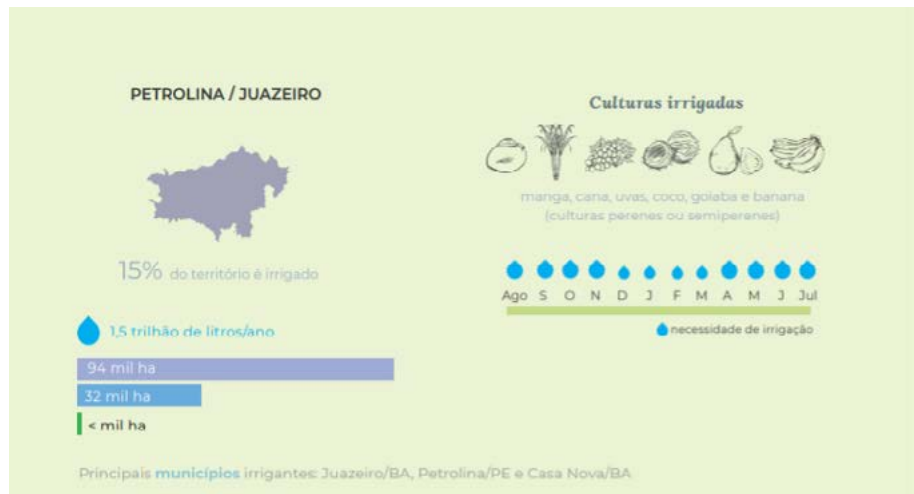 PETROLINA / JUAZEIRO
15% do território é irrigado
1,5 trilhão de litros/ano
94 mil ha
32 mil ha
< mil ha
Culturas irrigadas
manga, cana, uvas, coco, goiaba e banana
(culturas perenes ou semiperenes)
Ago S O N D J F M A M J Jul
necessidade de irrigação
Principais municípios irrigantes: Juazeiro/BA, Petrolina/PE e Casa Nova/BA